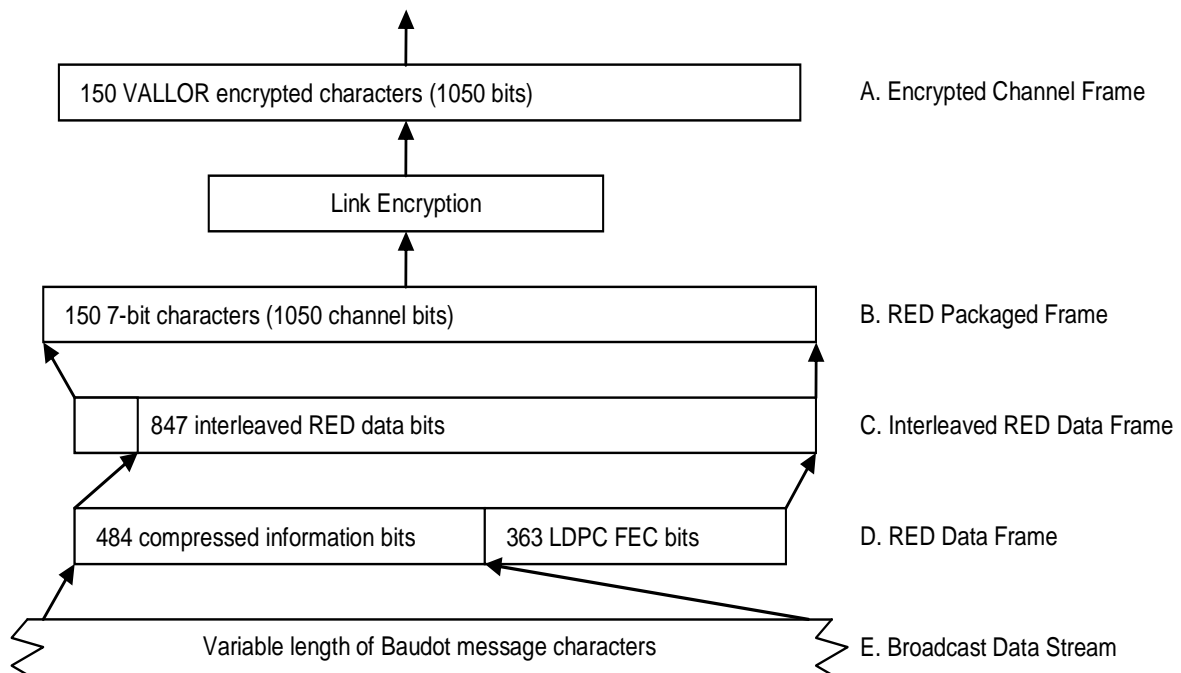 150 VALLOR encrypted characters (1050 bits)
A. Encrypted Channel Frame
Link Encryption
150 7-bit characters (1050 channel bits)
B. RED Packaged Frame
847 interleaved RED data bits
C. Interleaved RED Data Frame
484 compressed information bits
363 LDPC FEC bits
D. RED Data Frame
Variable length of Baudot message characters
E. Broadcast Data Stream